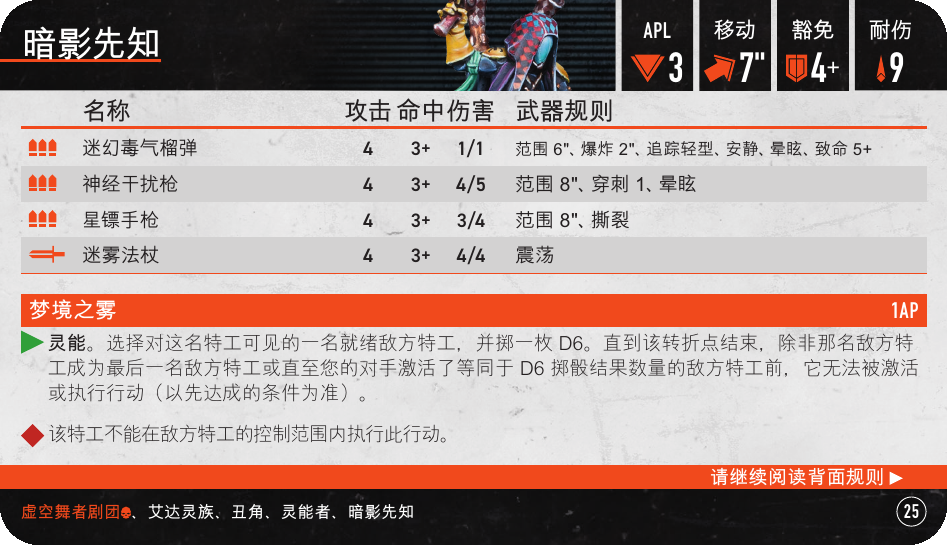 暗影先知
APL 移动 豁免 耐伤
3 7" 4+ 9
名称 攻击 命中 伤害 武器规则
迷幻毒气榴弹 4 3+ 1/1 范围 6"、爆炸 2"、追踪轻型、安静、晕眩、致命 5+
神经干扰枪 4 3+ 4/5 范围 8"、穿刺 1、晕眩
星镖手枪 4 3+ 3/4 范围 8"、撕裂
迷雾法杖 4 3+ 4/4 震荡
梦境之雾 1AP
灵能。选择对这名特工可见的一名就绪敌方特工，并掷一枚 D6。直到该转折点结束，除非那名敌方特
工成为最后一名敌方特工或直至您的对手激活了等同于 D6 掷骰结果数量的敌方特工前，它无法被激活
或执行行动（以先达成的条件为准）。
该特工不能在敌方特工的控制范围内执行此行动。
请继续阅读背面规则 ▶
虚空舞者剧团、艾达灵族、丑角、灵能者、暗影先知
25